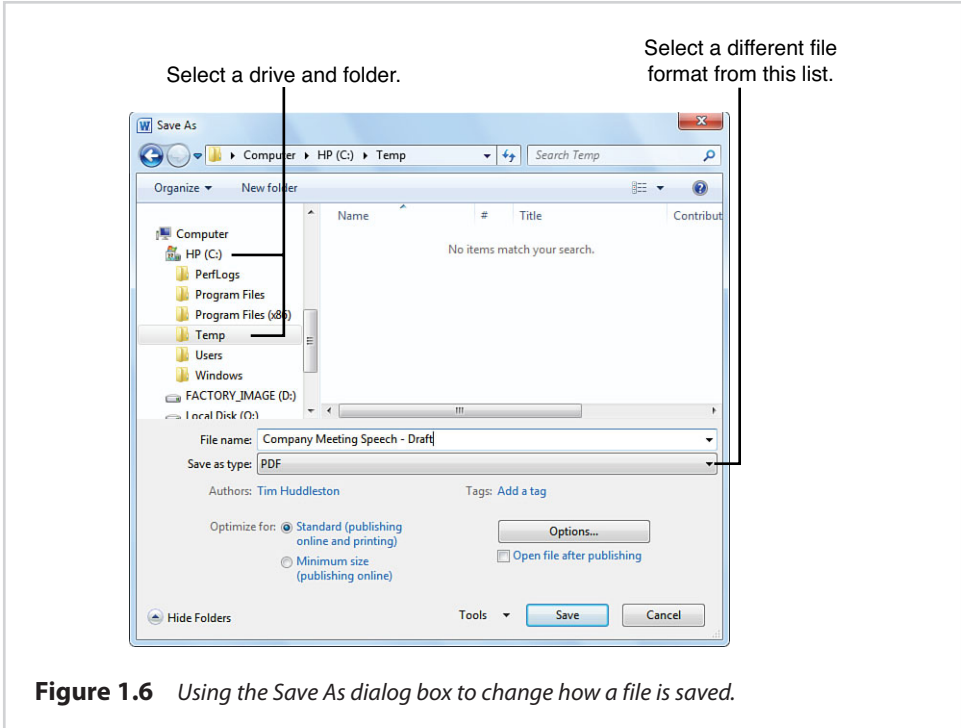 Select a drive and folder.
Select a different file
format from this list.
Save As
Computer HP (C:) Temp
Search Temp
Organize New folder
Name # Title Contribut
Computer
HP (C:)
No items match your search.
PerfLogs
Program Files
Program Files (x86)
Temp
Users
Windows
FACTORY_IMAGE (D:)
Local Disk (Q:)
File name: Company Meeting Speech - Draft
Save as type: PDF
Authors: Tim Huddleston Tags: Add a tag
Optimize for: Standard (publishing
online and printing)
Options...
Open file after publishing
Minimum size
(publishing online)
Hide Folders Tools Save Cancel
Figure 1.6 Using the Save As dialog box to change how a file is saved.